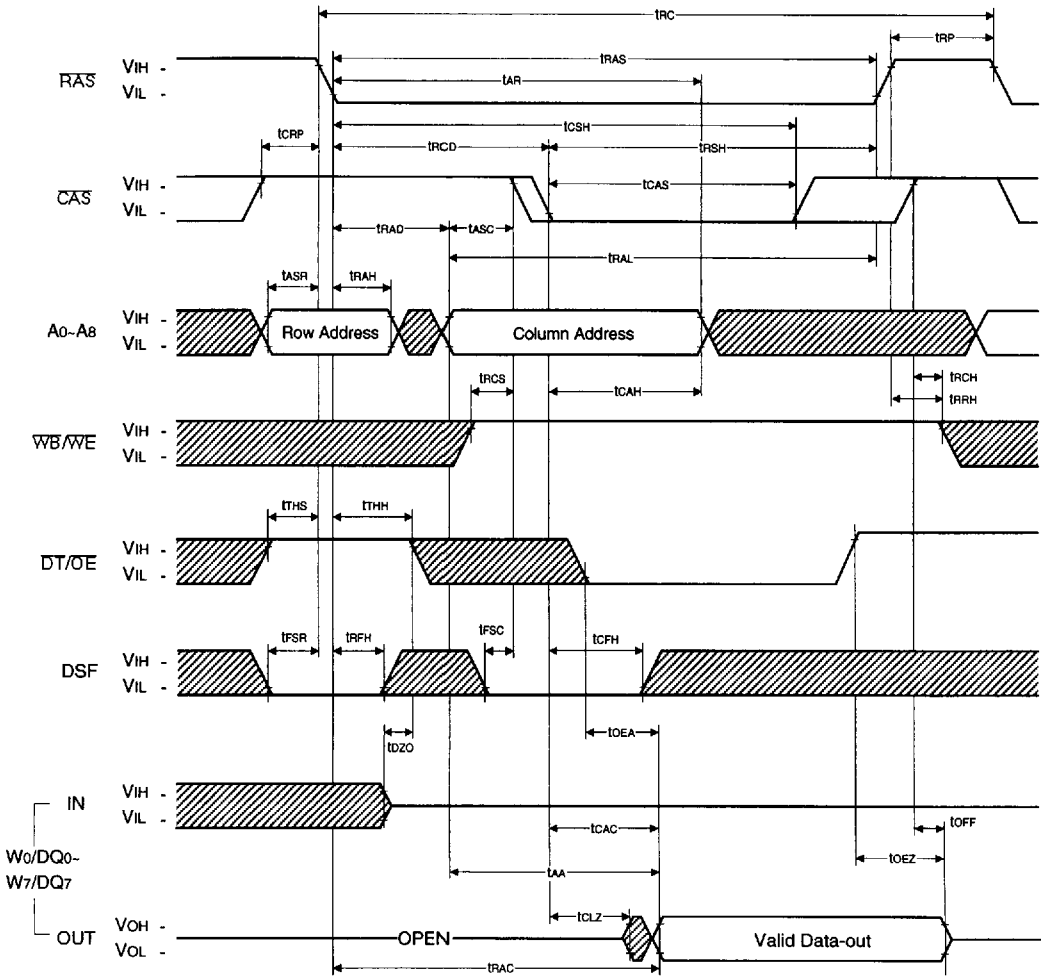 tRC
tRP
tRAS
tAR
RAS
VIH -
VIL -
tCSH
tCRP
tRCD
tRSH
CAS
VIH -
VIL -
tCAS
tRAD
tASC
tRAL
tASR
tRAH
A0~A8
VIH -
VIL -
Row Address
Column Address
tRCS
tCAH
tRCH
tRRH
WB/WE
VIH -
VIL -
tTHS
tTHH
DT/OE
VIH -
VIL -
tFSR
tRFH
tFSC
tCFH
DSF
VIH -
VIL -
tDZO
tOEA
IN
VIH -
VIL -
tCAC
tOFF
tOEZ
W0/DQ0~
W7/DQ7
tAA
tCLZ
OUT
VOH -
VOL -
OPEN
Valid Data-out
tRAC